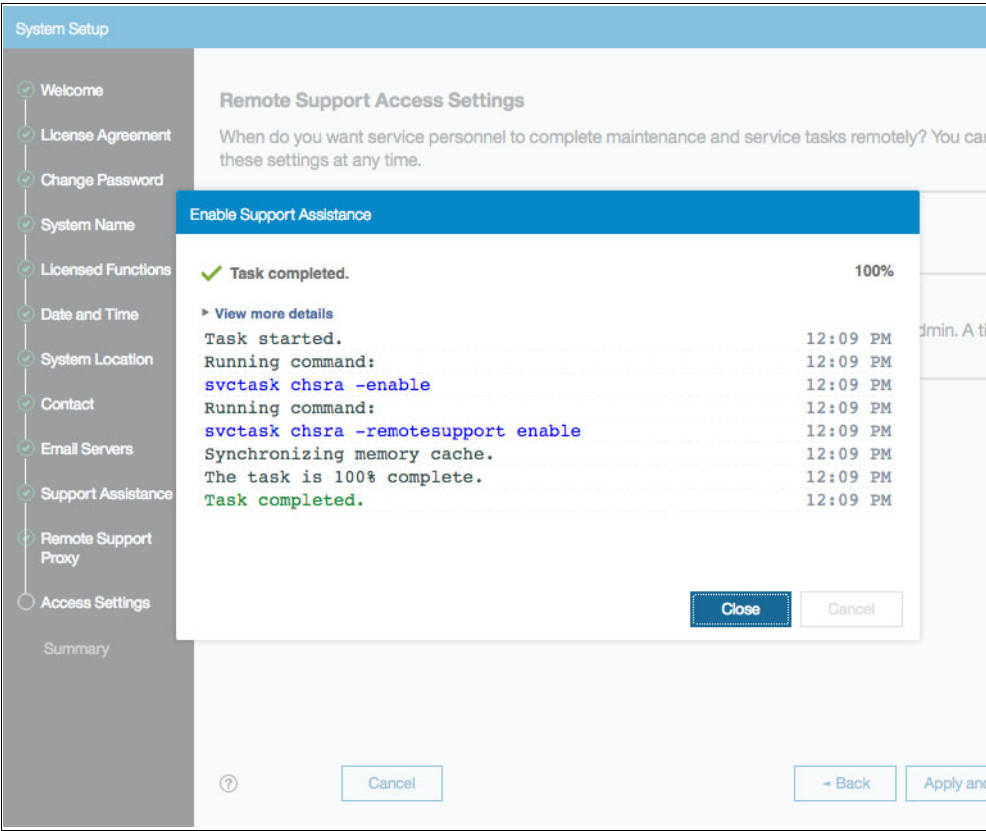 System Setup
Welcome
License Agreement
Change Password
System Name
Licensed Functions
Date and Time
System Location
Contact
Email Servers
Support Assistance
Remote Support
Proxy
Access Settings
Summary
Remote Support Access Settings
When do you want service personnel to complete maintenance and service tasks remotely? You can
these settings at any time.
Enable Support Assistance
Task completed. 100%
View more details
Task started. 12:09 PM
Running command: 12:09 PM
svctask chsra -enable 12:09 PM
Running command: 12:09 PM
svctask chsra -remotesupport enable 12:09 PM
Synchronizing memory cache. 12:09 PM
The task is 100% complete. 12:09 PM
Task completed. 12:09 PM
Close
Cancel
A
?
Cancel
Back
Apply